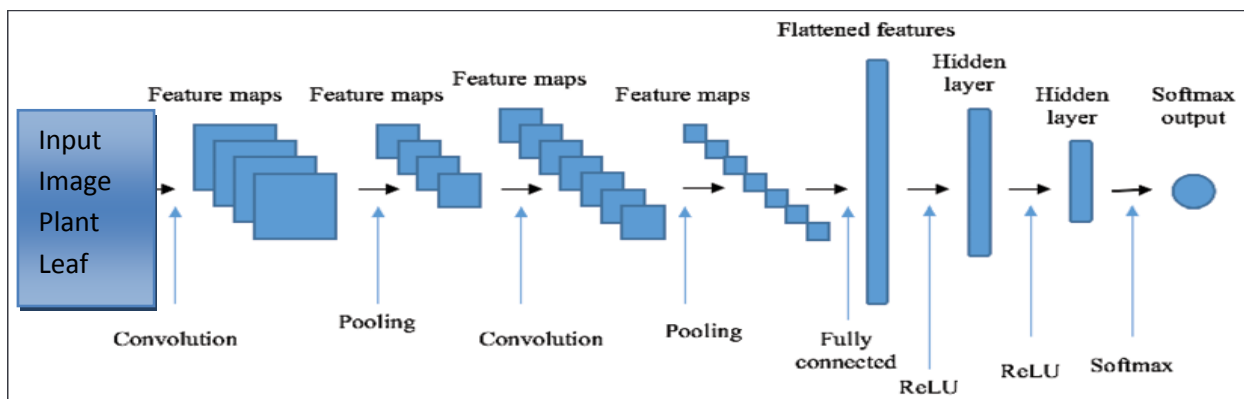 Input
Image
Plant
Leaf
Feature maps
Feature maps
Feature maps
Feature maps
Flattened features
Hidden
layer
Hidden
layer
Softmax
output
Convolution
Pooling
Convolution
Pooling
Fully
connected
ReLU
ReLU
Softmax